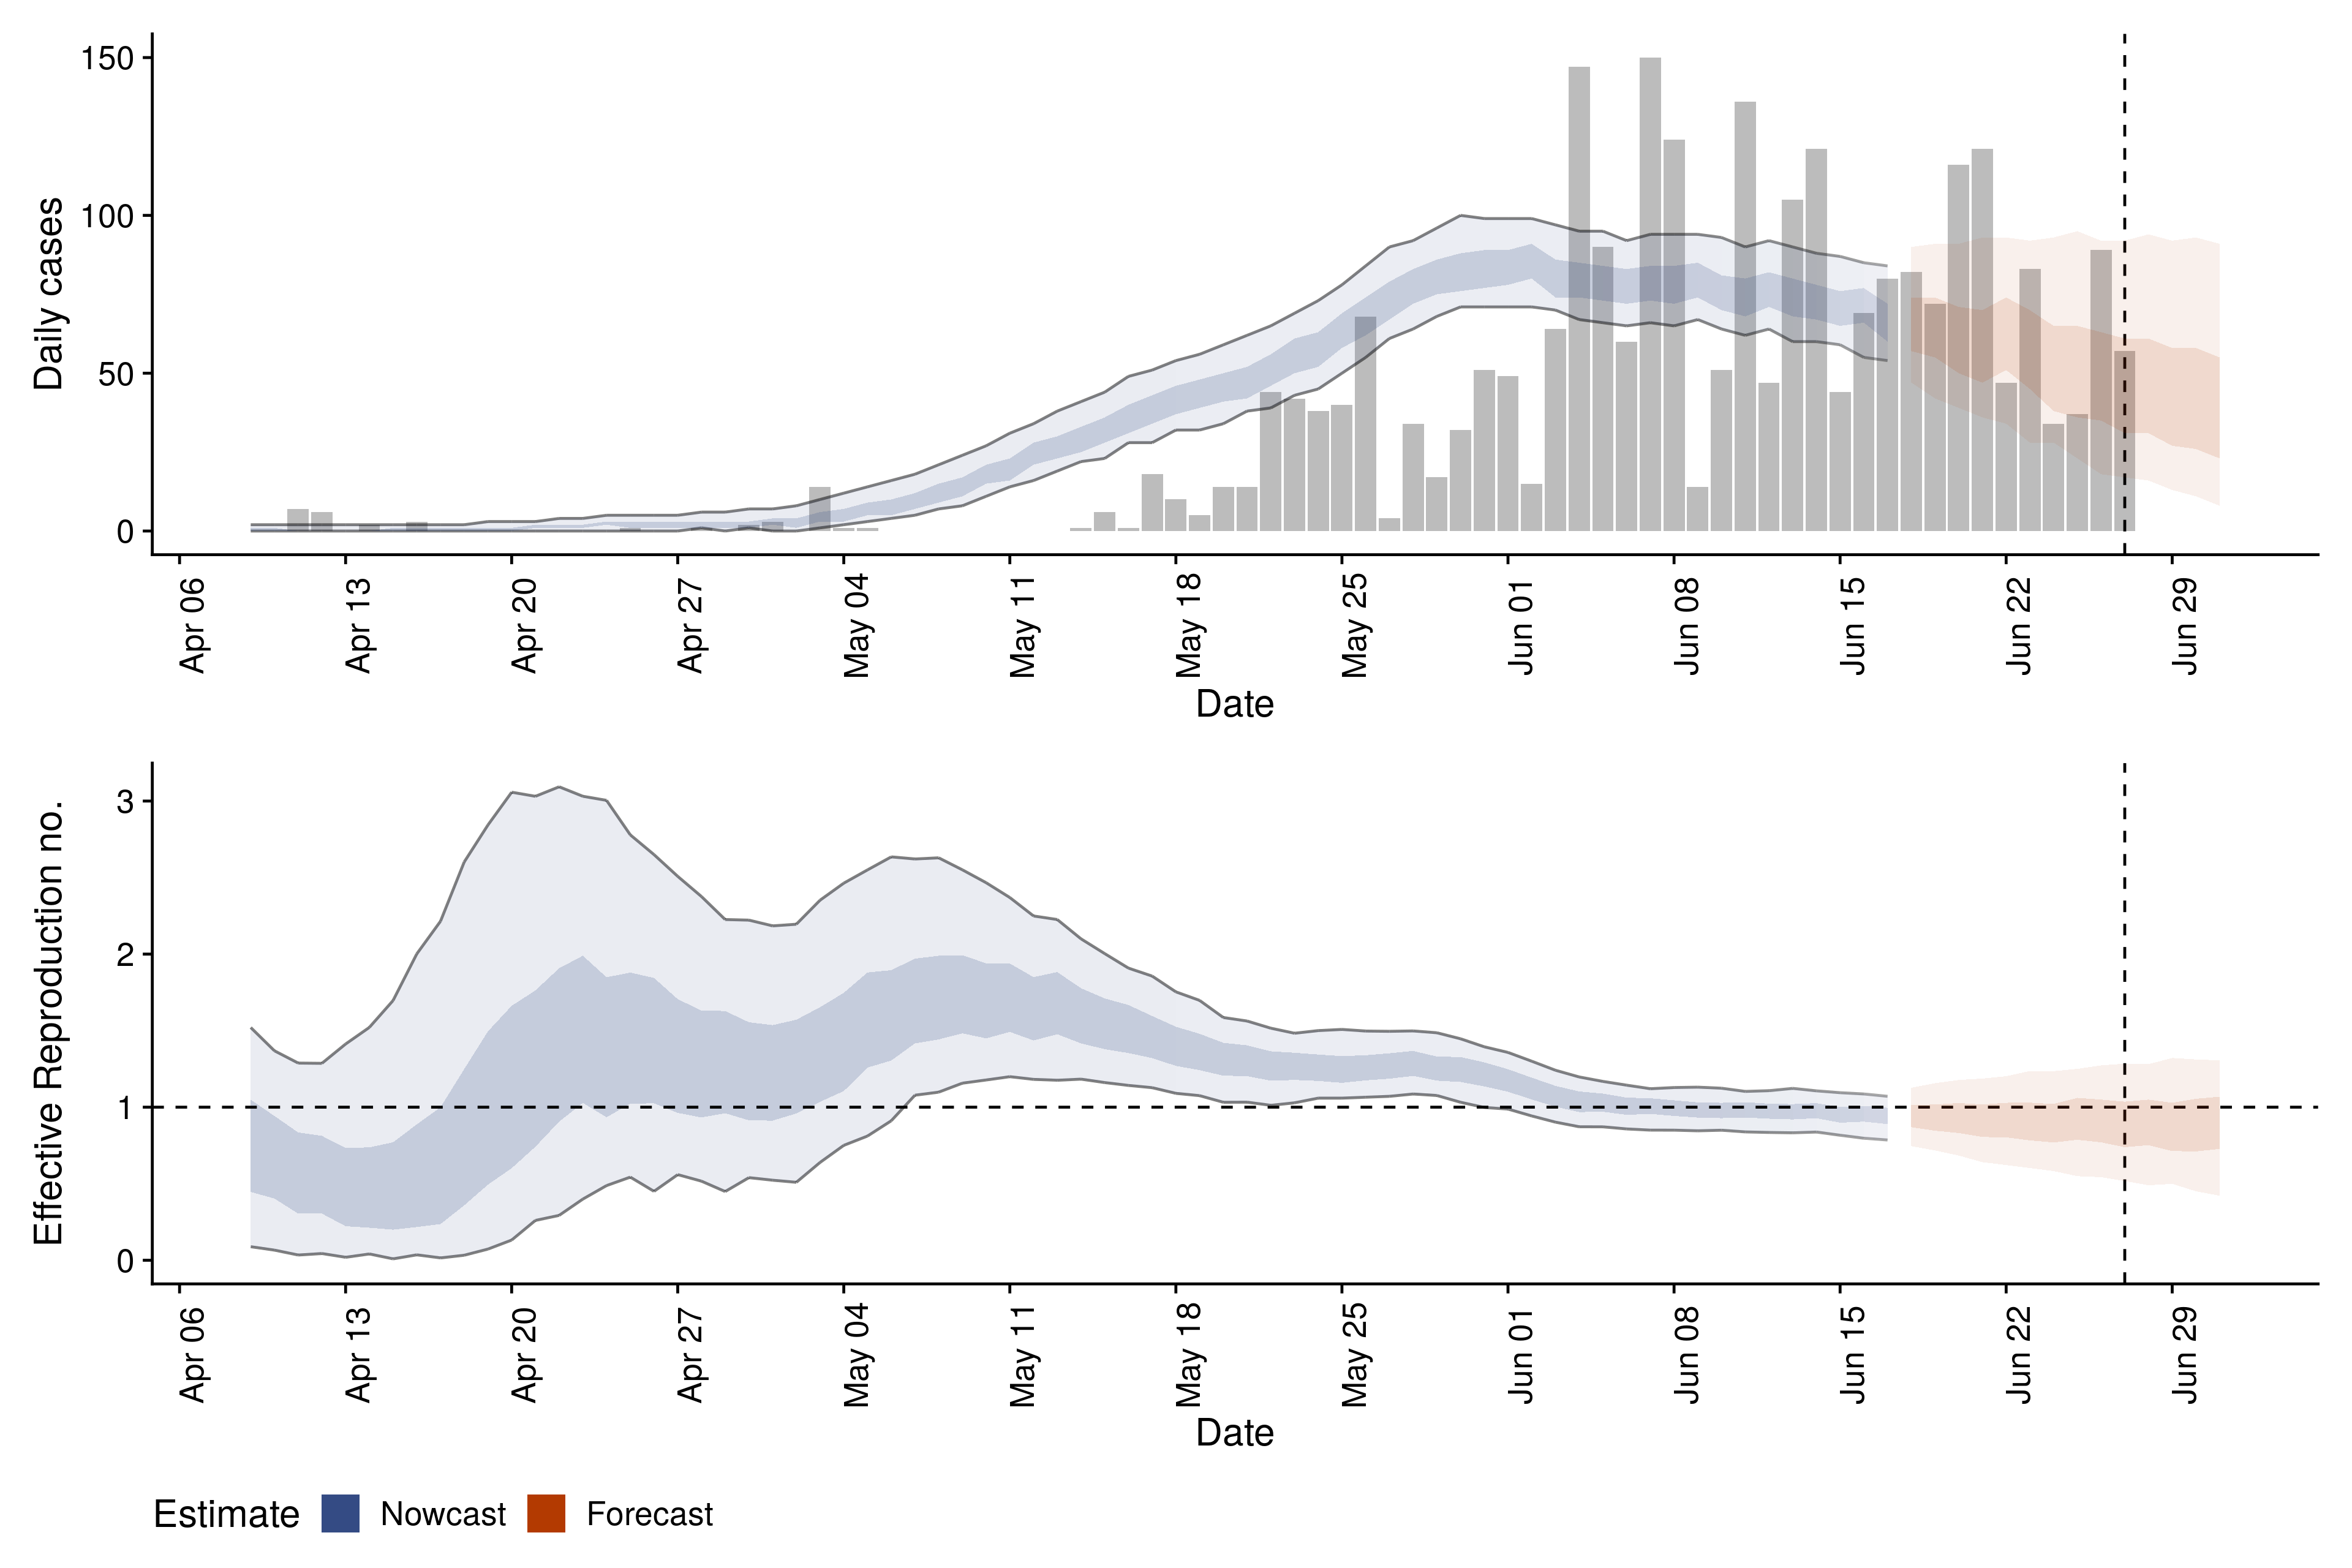 Daily cases
150
100
50
0
Apr 06
Apr 13
Apr 20
Apr 27
May 04
May 11
May 18
May 25
Jun 01
Jun 08
Jun 15
Jun 22
Jun 29
Date
Effective Reproduction no.
3
2
1
0
Apr 06
Apr 13
Apr 20
Apr 27
May 04
May 11
May 18
May 25
Jun 01
Jun 08
Jun 15
Jun 22
Jun 29
Date
Estimate Nowcast Forecast